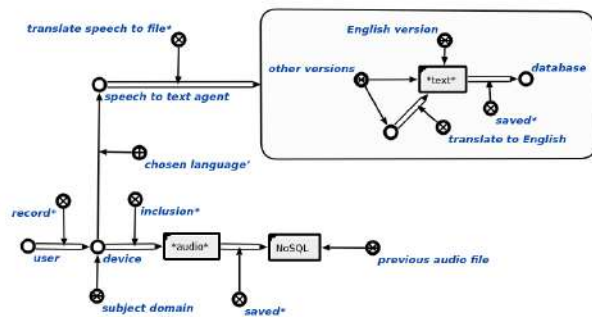 translate speech to file*
English version
other versions
*text*
database
speech to text agent
saved*
translate to English
chosen language'
record*
inclusion*
*audio*
NoSQL
user
device
previous audio file
subject domain
saved*